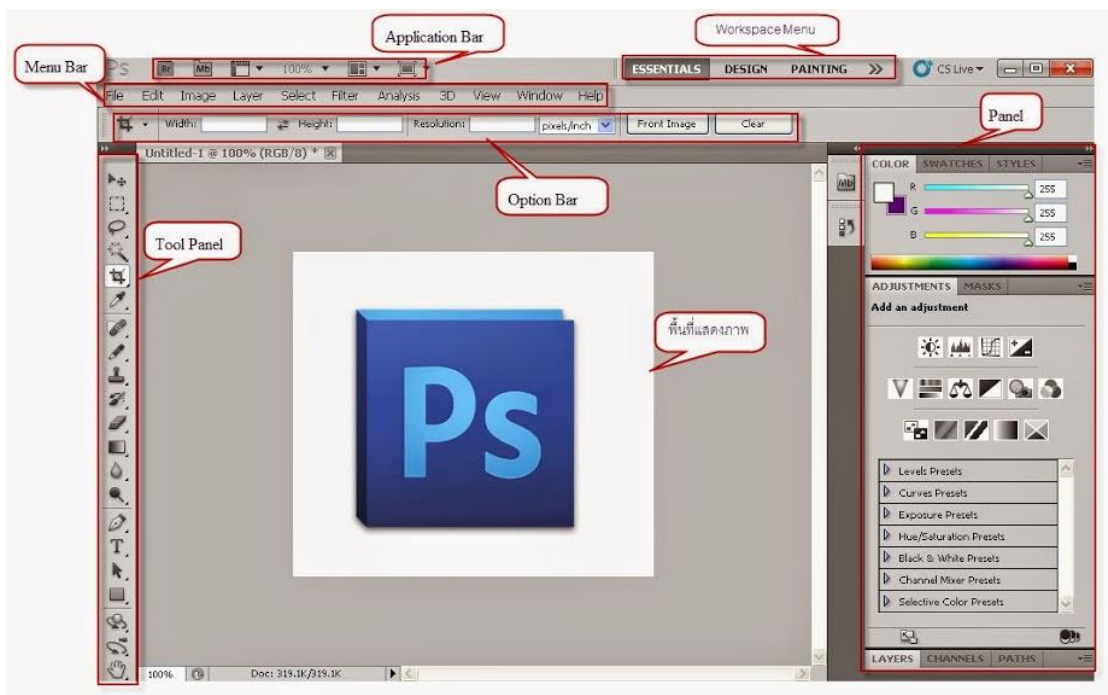 Application Bar
Workspace Menu
Menu Bar
Ps
Br
Mb
100%
ESSENTIALS DESIGN PAINTING
CS Live
File Edit Image Layer Select Filter Analysis 3D View Window Help
Panel
Width: Height: Resolution: pixels/inch Front Image Clear
Untitled-1 @ 100% (RGB/8) *
Option Bar
Tool Panel
Mb
COLOR SWATCHES STYLES
R 255
G 255
B 255
ADJUSTMENTS MASKS
Add an adjustment
พื้นที่แสดงภาพ
Ps
T
Levels Presets
Curves Presets
Exposure Presets
Hue/Saturation Presets
Black & White Presets
Channel Mixer Presets
Selective Color Presets
100% Doc: 319.1K/319.1K
LAYERS CHANNELS PATHS